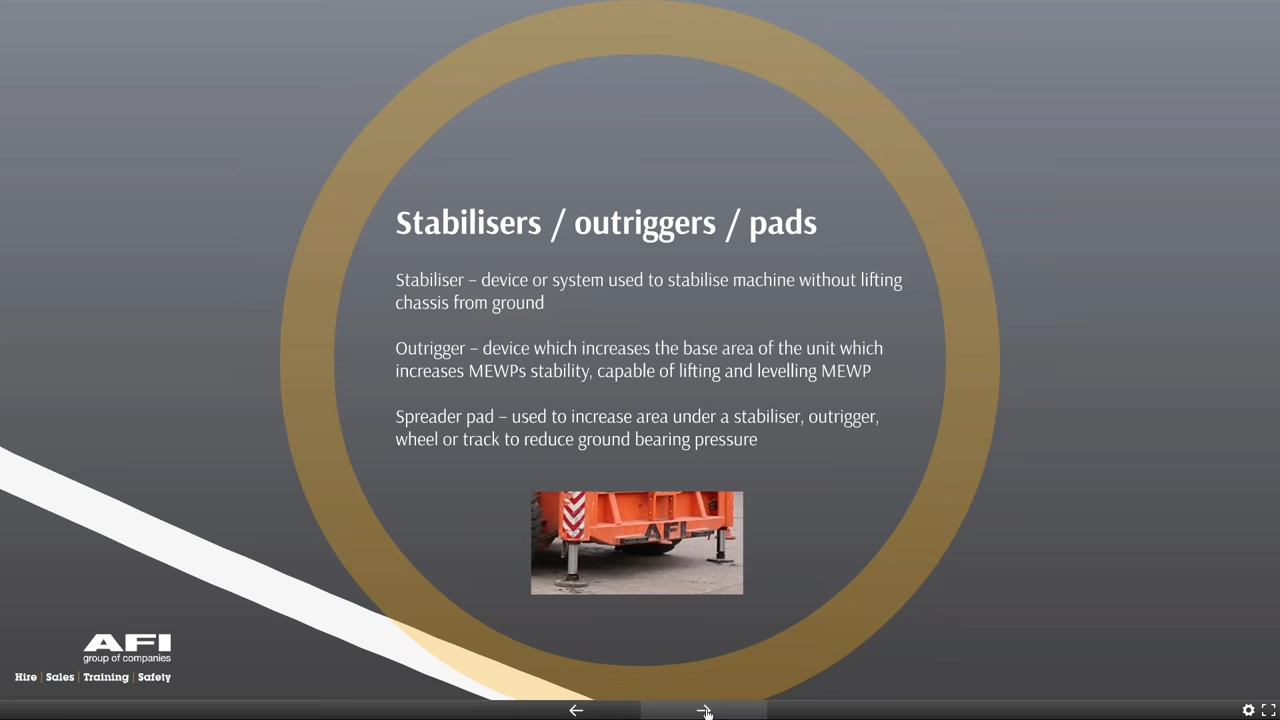 Stabilisers / outriggers / pads
Stabiliser – device or system used to stabilise machine without lifting
chassis from ground
Outrigger – device which increases the base area of the unit which
increases MEWPs stability, capable of lifting and levelling MEWP
Spreader pad – used to increase area under a stabiliser, outrigger,
wheel or track to reduce ground bearing pressure
AFI
AFI
group of companies
Hire | Sales | Training | Safety